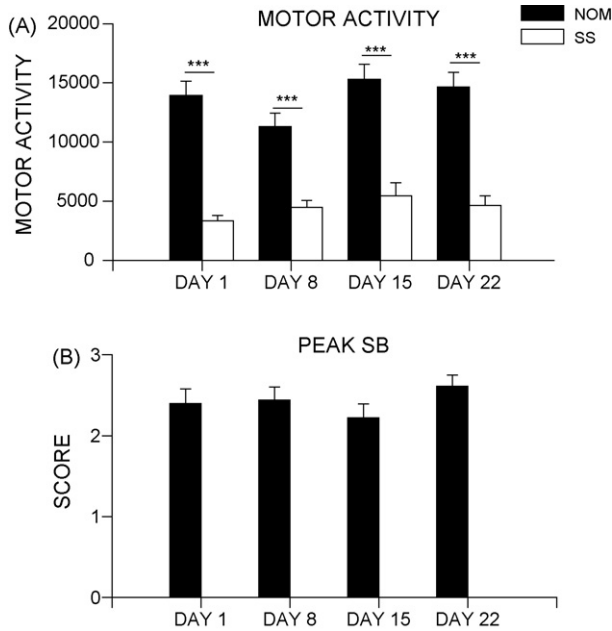 (A)
MOTOR ACTIVITY
NOM
SS
MOTOR ACTIVITY
20000
15000
10000
5000
0
***
***
***
***
DAY 1
DAY 8
DAY 15
DAY 22
(B)
PEAK SB
SCORE
3
2
1
0
DAY 1
DAY 8
DAY 15
DAY 22